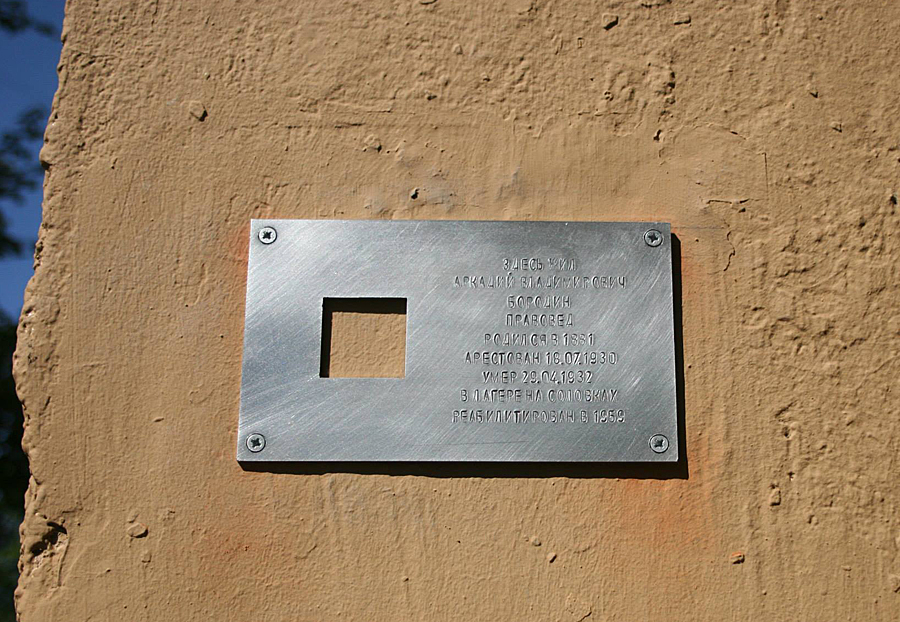 ЗДЕСЬ ЖИЛ
АРКАДИЙ ВЛАДИМИРОВИЧ
БОРОДИН
ПРАВОВЕД
РОДИЛСЯ В 1881
АРЕСТОВАН 16.07.1930
УМЕР 29.04.1932
В ЛАГЕРЕ НА СОЛОВКАХ
РЕАБИЛИТИРОВАН В 1959